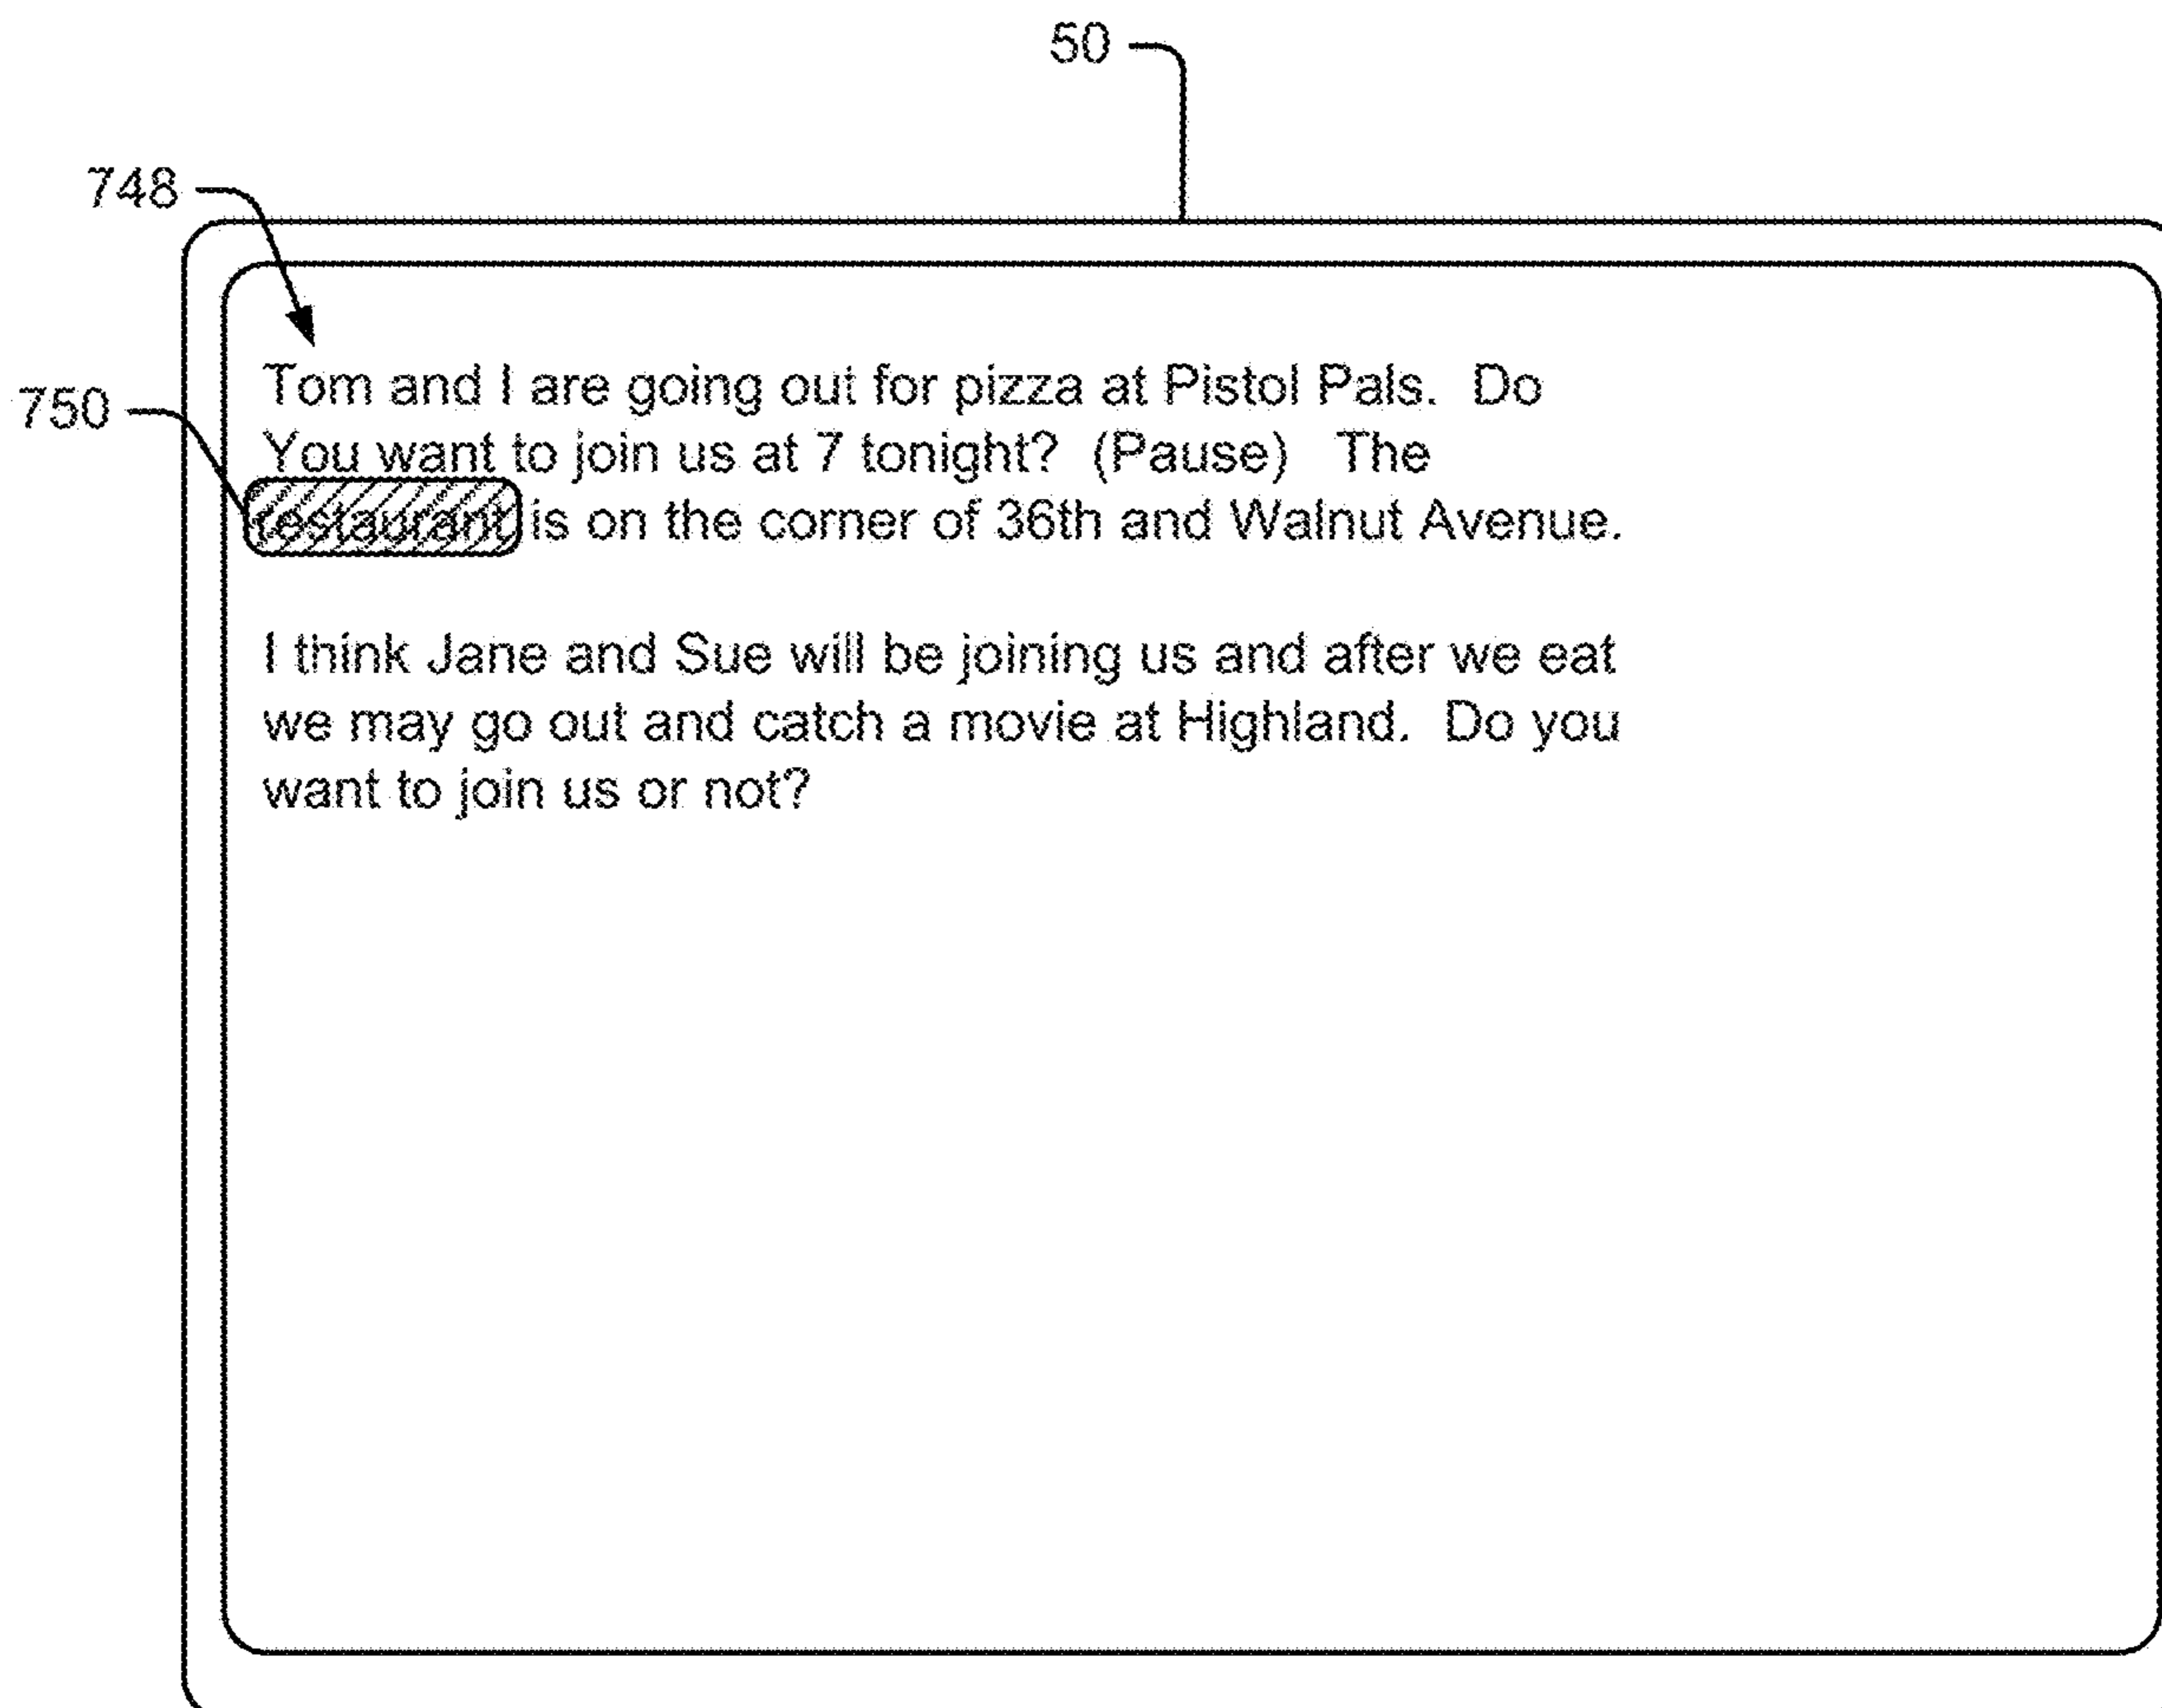 50
748
750
Tom and I are going out for pizza at Pistol Pals. Do
You want to join us at 7 tonight? (Pause) The
restaurant is on the corner of 36th and Walnut Avenue.
I think Jane and Sue will be joining us and after we eat
we may go out and catch a movie at Highland. Do you
want to join us or not?